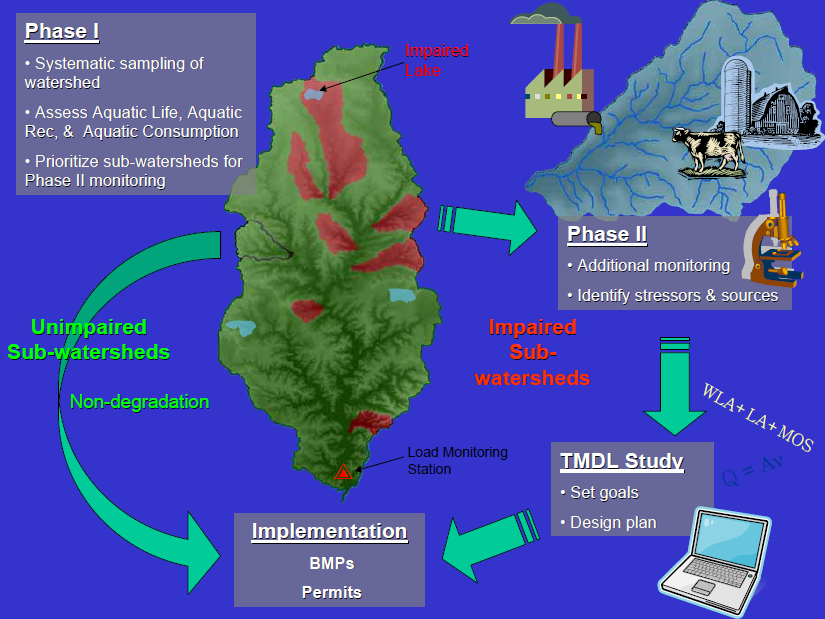 Phase I
• Systematic sampling of
watershed
• Assess Aquatic Life, Aquatic
Rec, & Aquatic Consumption
• Prioritize sub-watersheds for
Phase II monitoring
Impaired
Lake
Phase II
• Additional monitoring
• Identify stressors & sources
Unimpaired
Sub-watersheds
Non-degradation
Impaired
Sub-
watersheds
WLA+ LA+ MOS
Q = Av
Load Monitoring
Station
TMDL Study
• Set goals
• Design plan
Implementation
BMPs
Permits